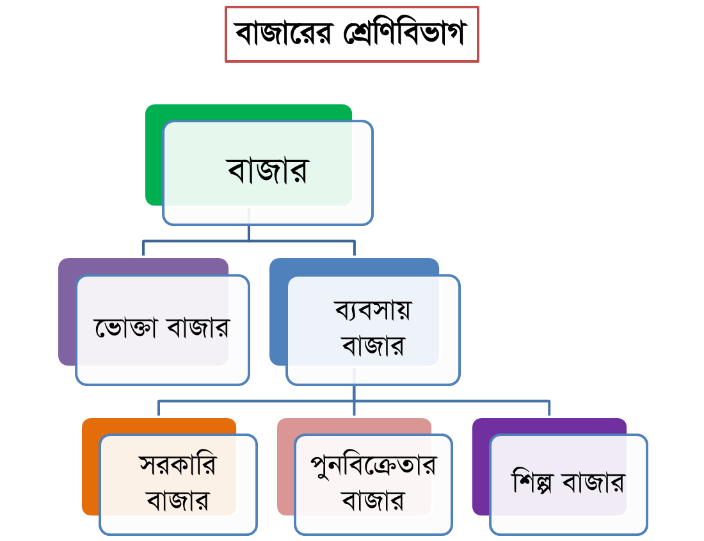 বাজারের শ্রেণিবিভাগ
বাজার
ভোক্তা বাজার
ব্যবসায়
বাজার
সরকারি
বাজার
পুনবিক্রেতার
বাজার
শিল্প বাজার